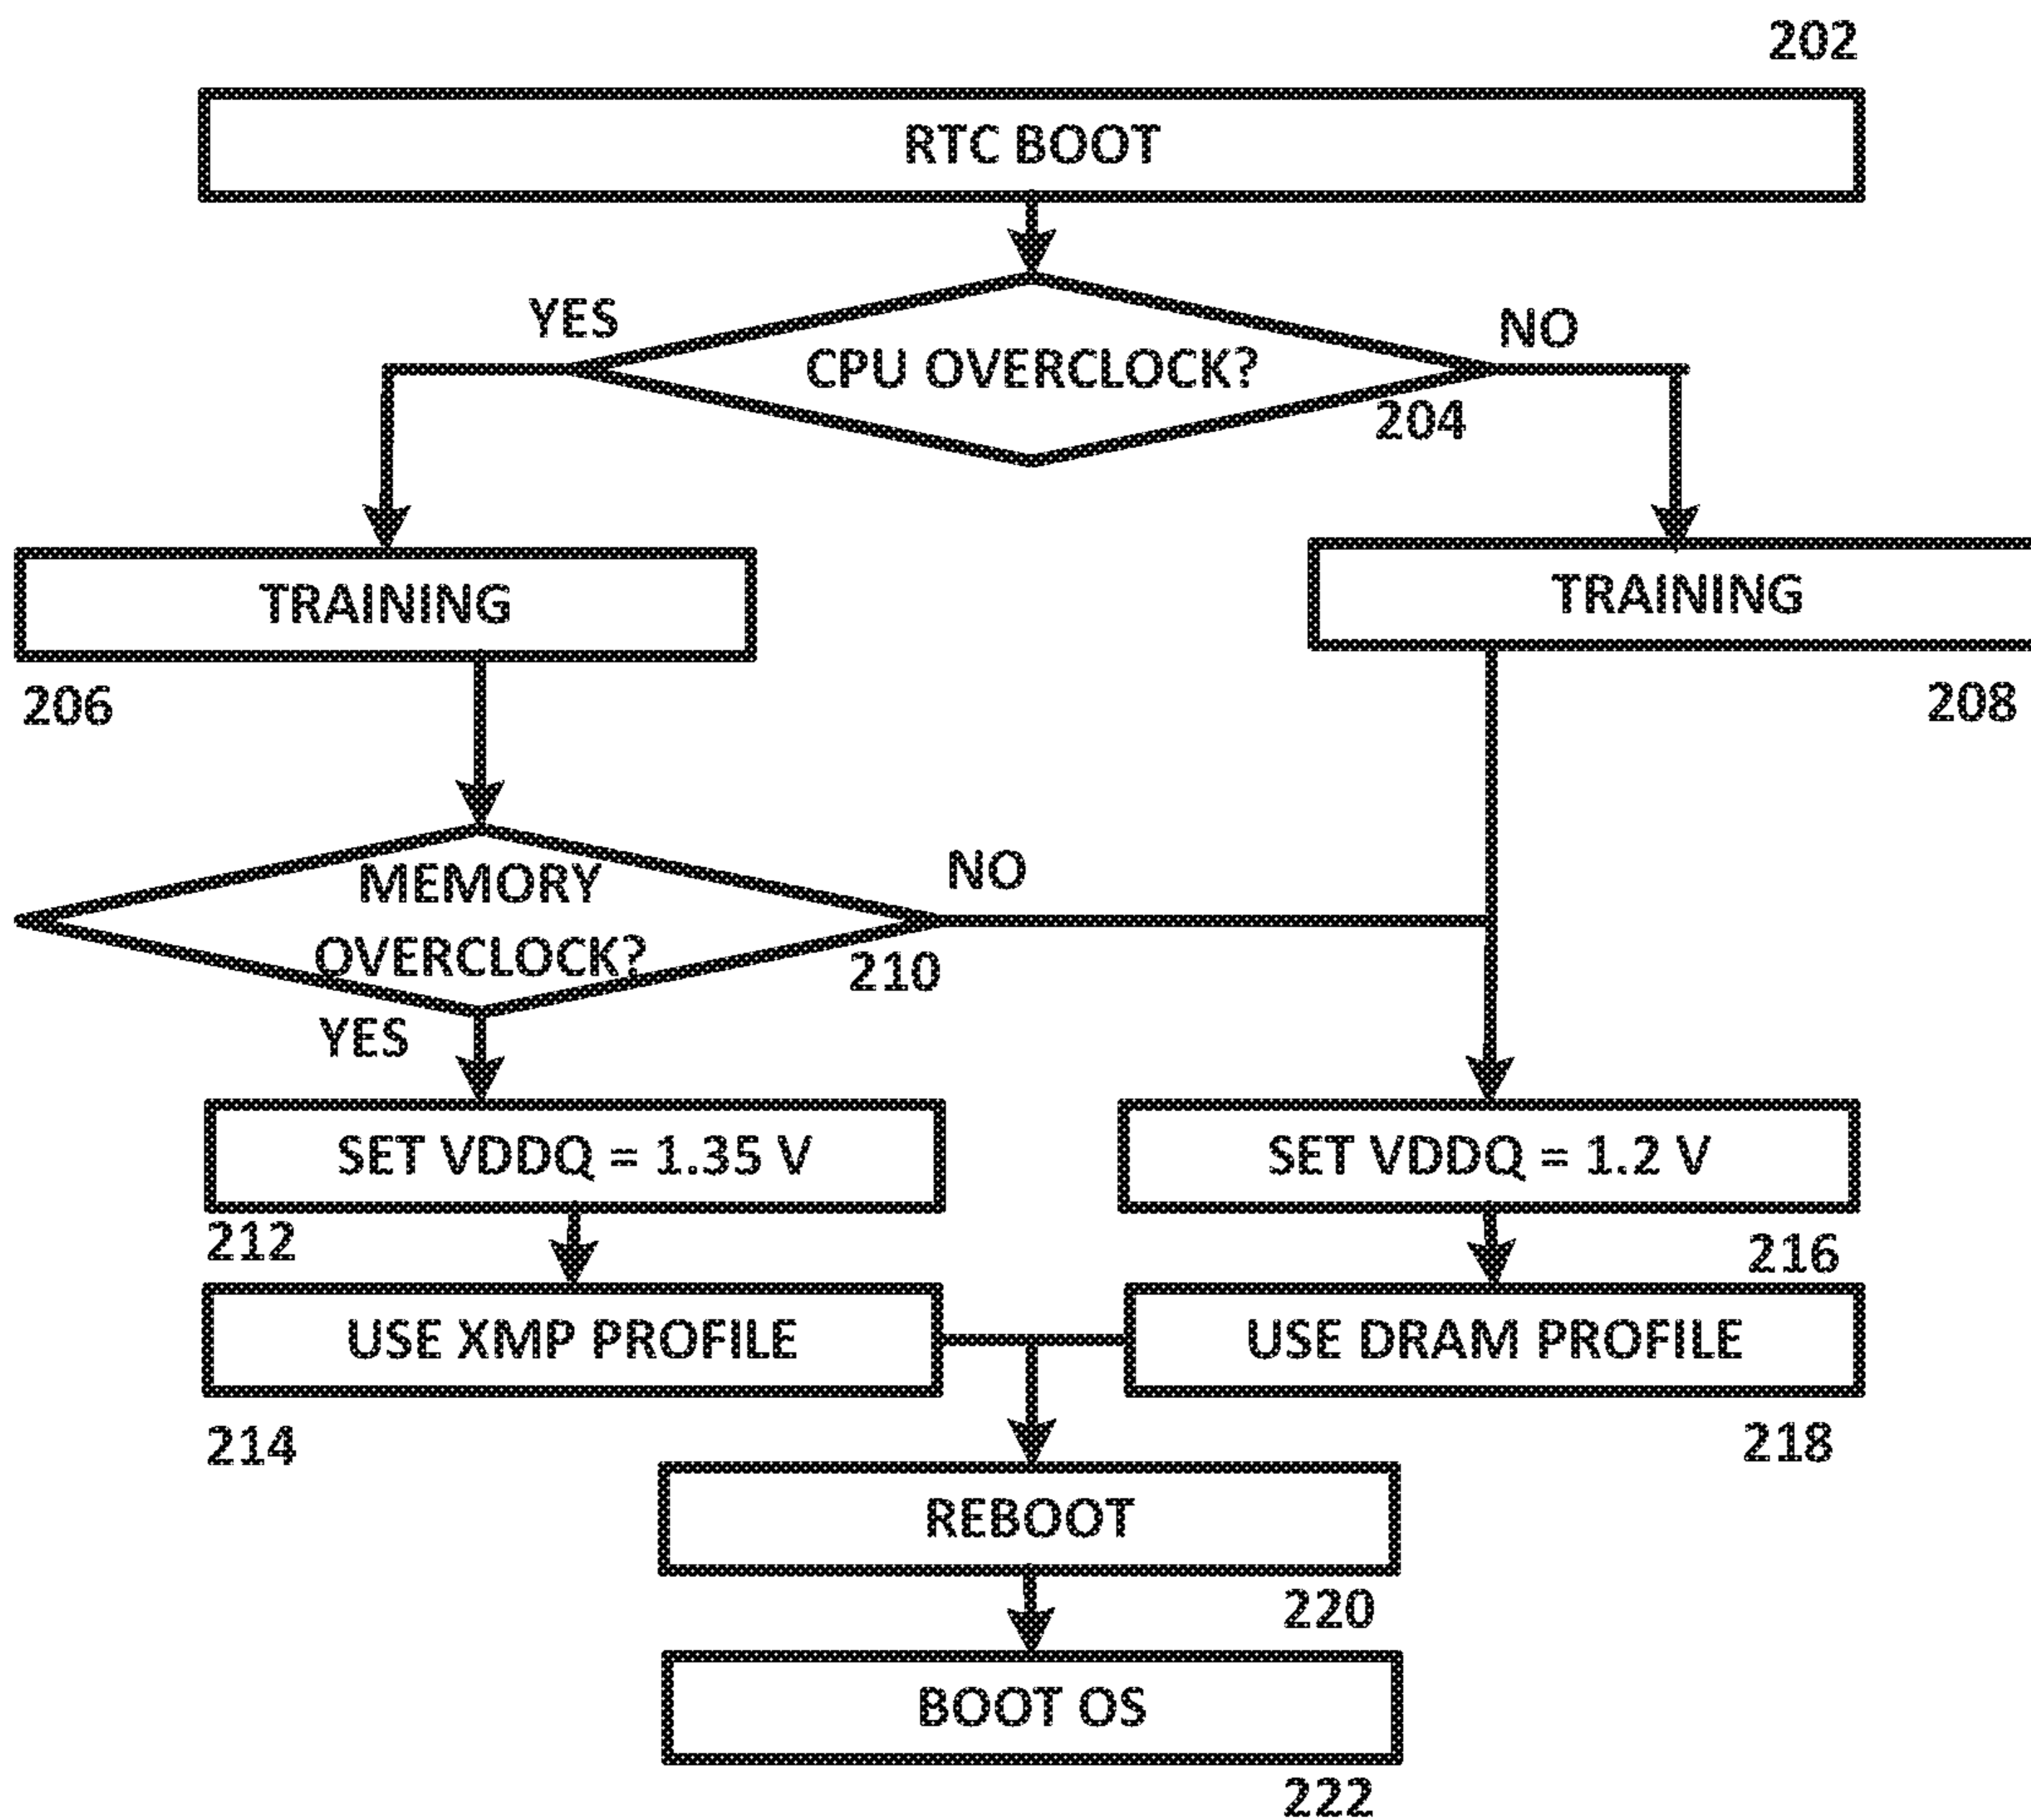 202
RTC BOOT
YES
NO
CPU OVERCLOCK?
204
TRAINING
TRAINING
206
208
MEMORY
OVERCLOCK?
NO
210
YES
SET VDDQ = 1.35 V
SET VDDQ = 1.2 V
212
216
USE XMP PROFILE
USE DRAM PROFILE
214
218
REBOOT
220
BOOT OS
222